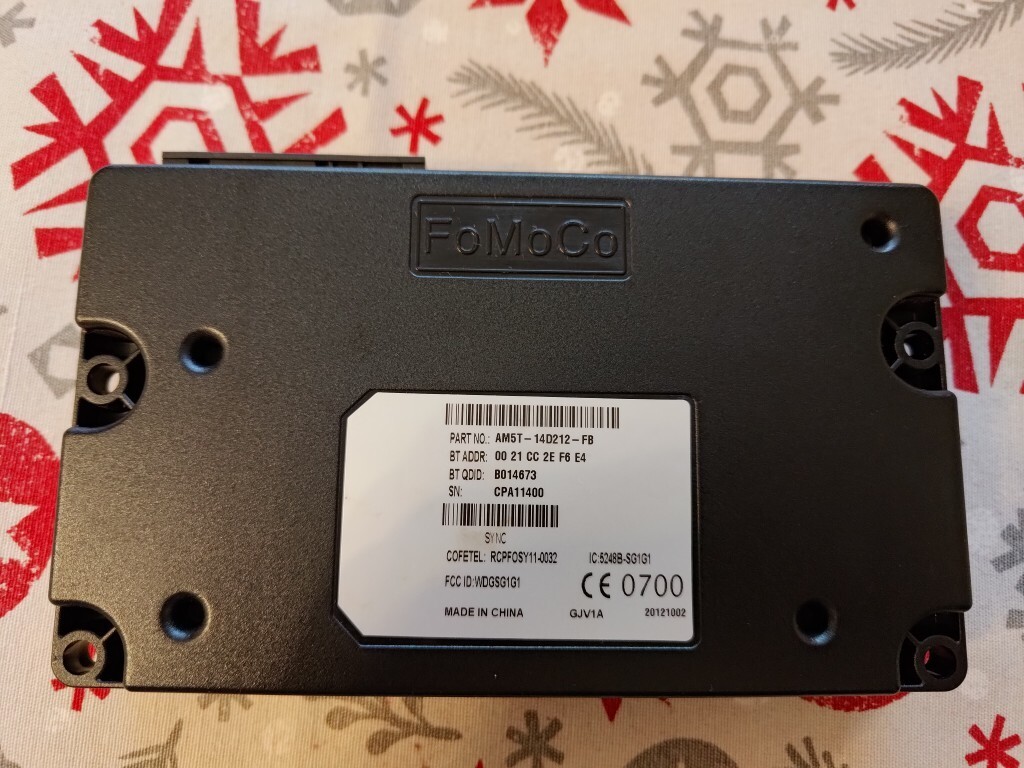 FoMoCo
PART NO.: AM5T-14D212-FB
BT ADDR: 00 21 CC 2E F6 E4
BT QDID: B014673
SN: CPA11400
SYNC
COFETEL: RCPFOSY11-0032 IC:5248B-SG1G1
FCC ID:WDGSG1G1 CE 0700
MADE IN CHINA GJV1A 20121002